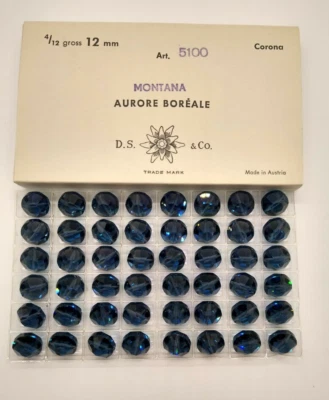 4/12 gross 12 mm Art. 5100 Corona
MONTANA
AURORE BORÉALE
D.S. & Co.
TRADE MARK
Made in Austria